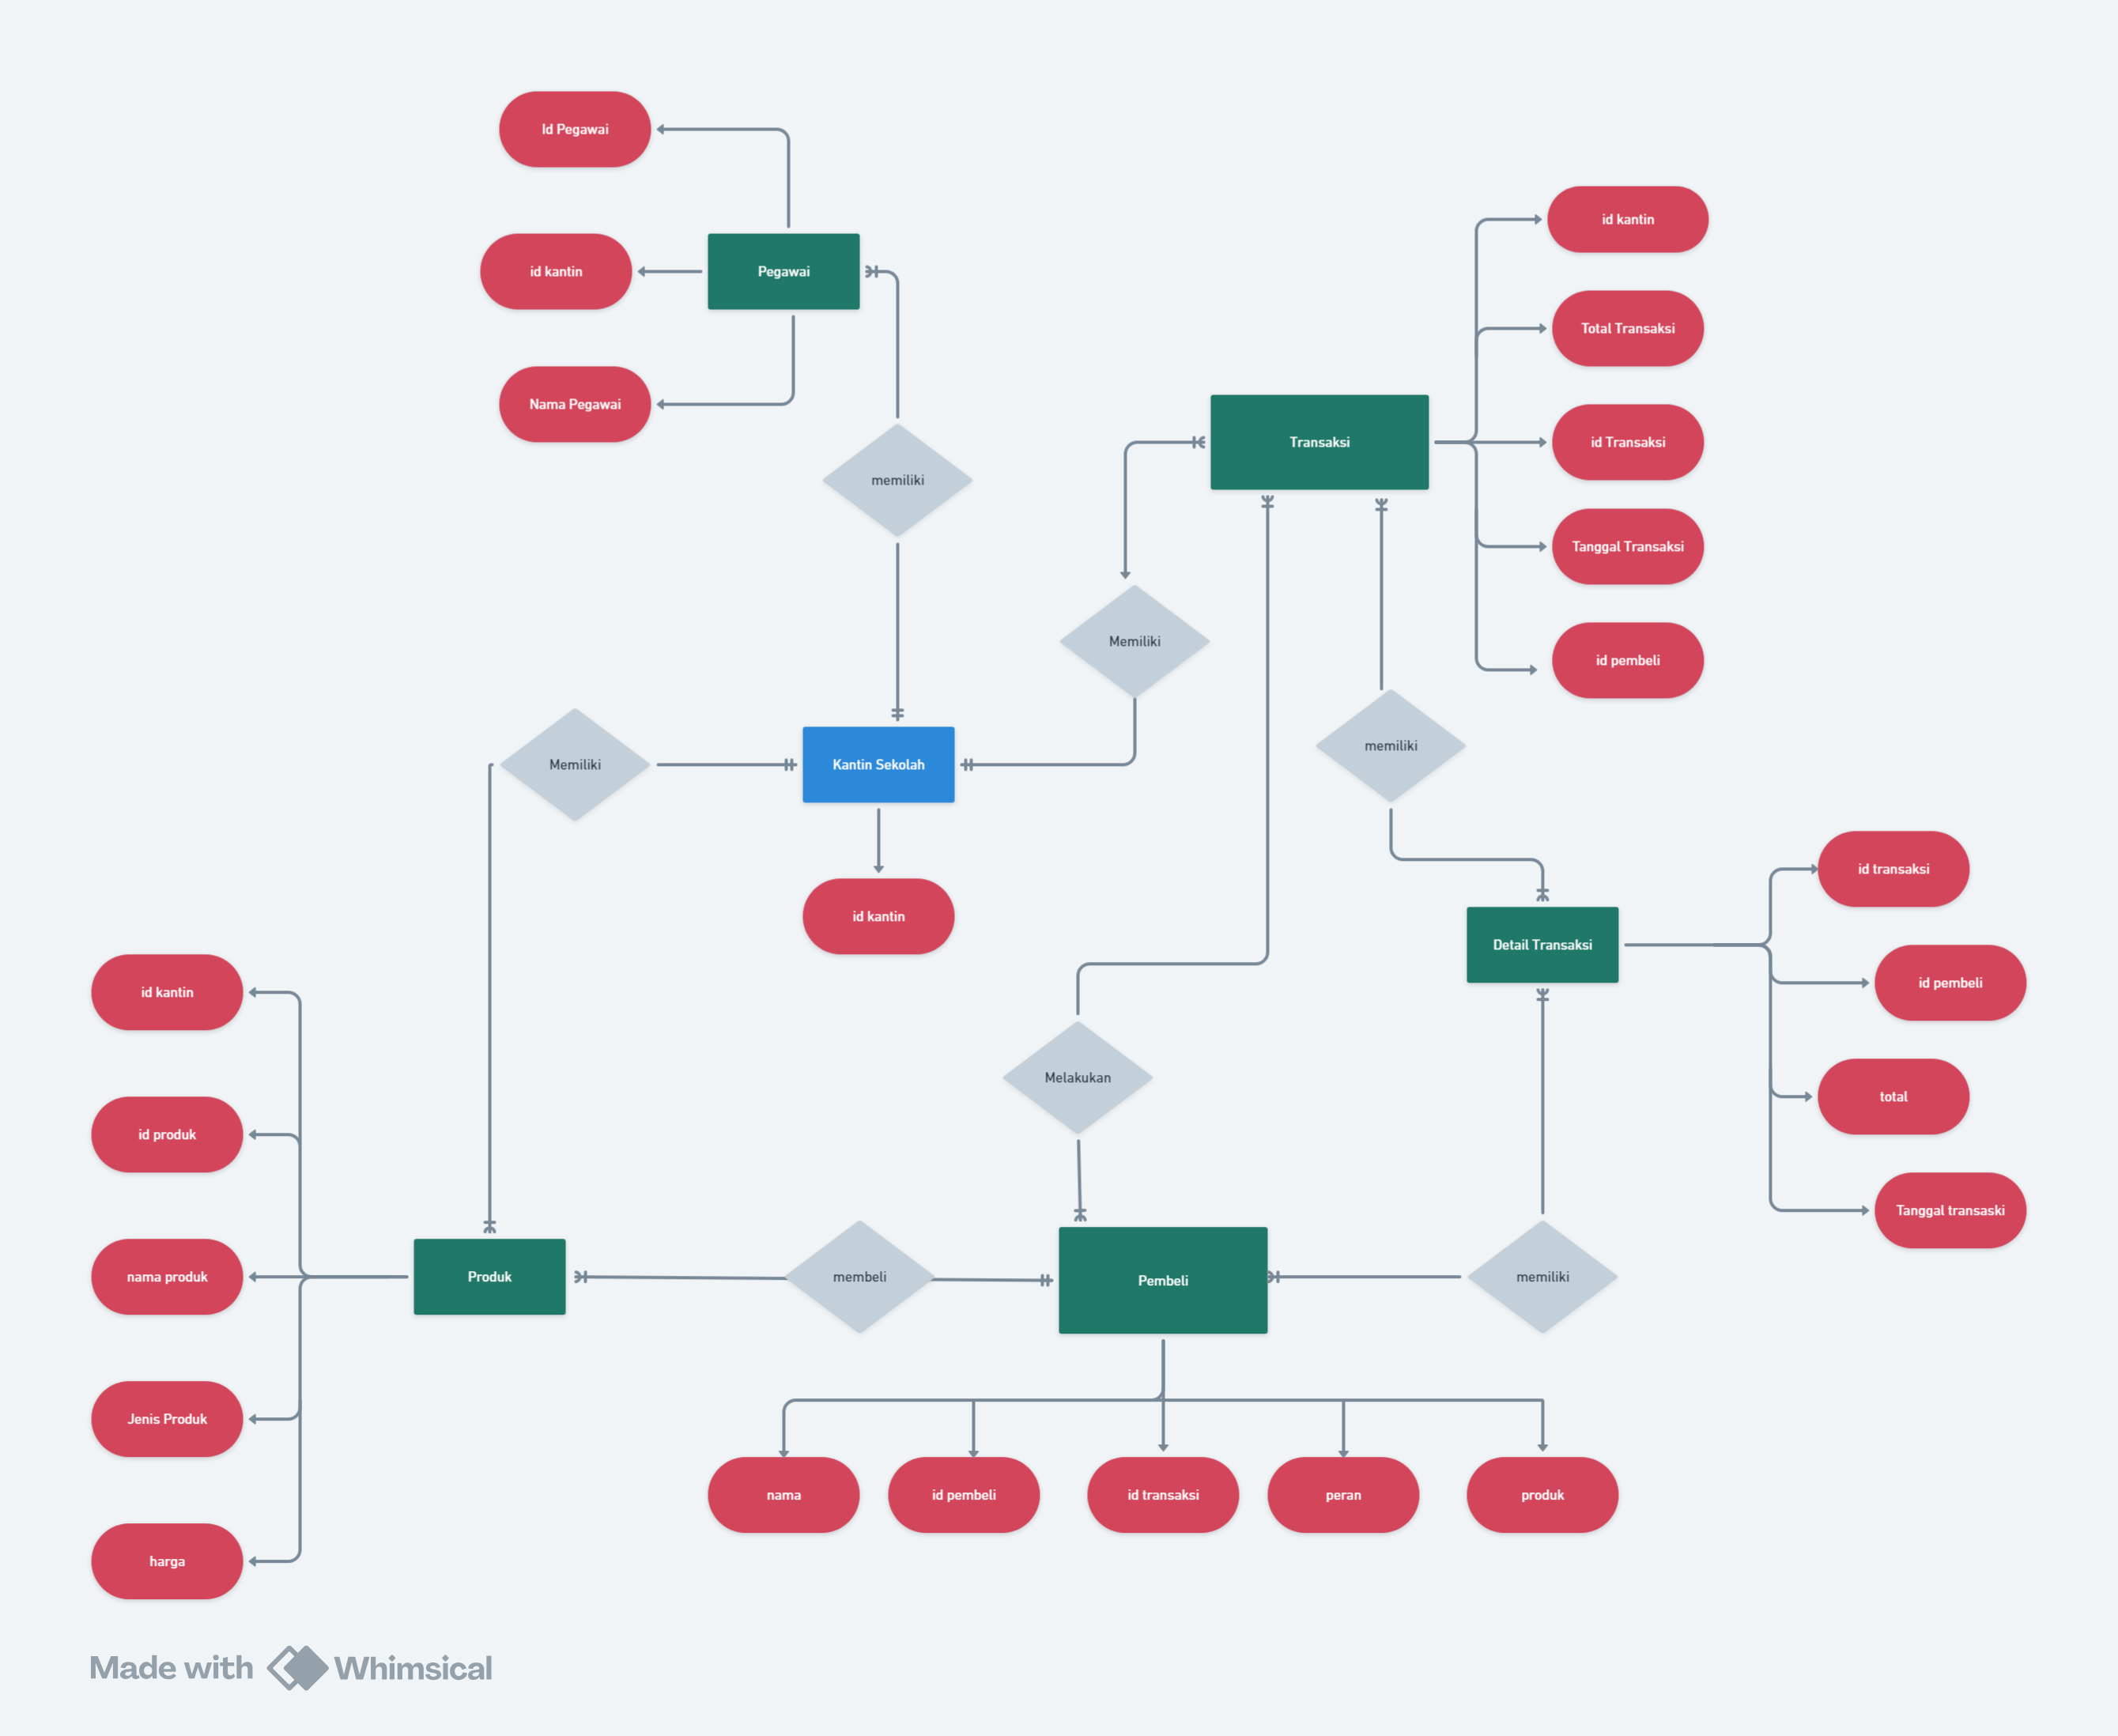 Id Pegawai
id kantin
Pegawai
Nama Pegawai
memiliki
id kantin
Total Transaksi
Transaksi
id Transaksi
Tanggal Transaksi
Memiliki
id pembeli
memiliki
Memiliki
Kantin Sekolah
id kantin
id transaksi
Detail Transaksi
id pembeli
total
Tanggal transaski
id kantin
id produk
nama produk
Jenis Produk
harga
Produk
membeli
Melakukan
Pembeli
memiliki
nama
id pembeli
id transaksi
peran
produk
Made with Whimsical